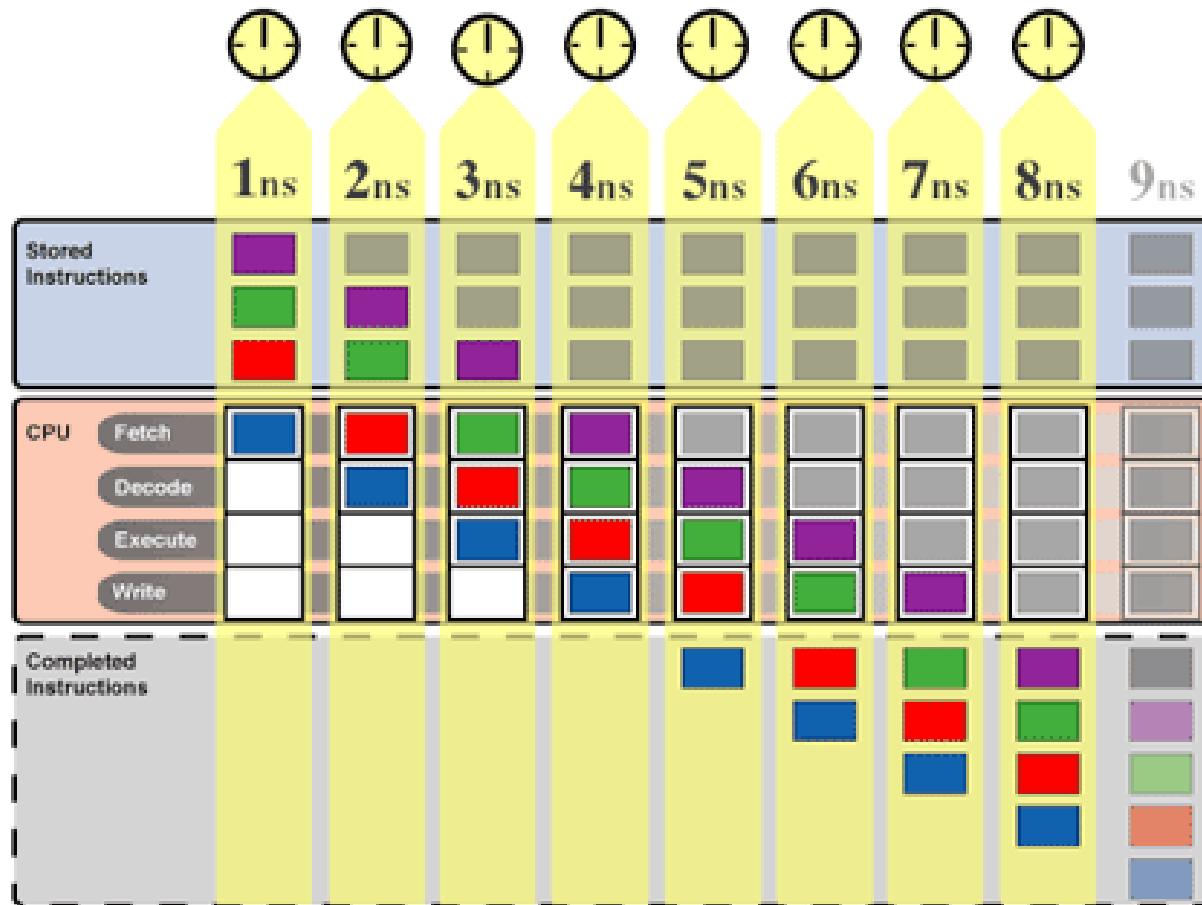 1ns 2ns 3ns 4ns 5ns 6ns 7ns 8ns 9ns
Stored
Instructions
CPU
Fetch
Decode
Execute
Write
Completed
Instructions